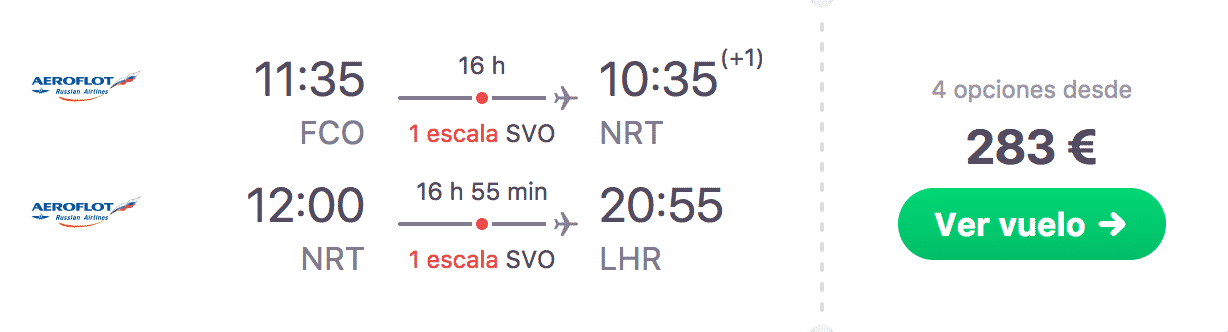 AEROFLOT
Russian Airlines
11:35
FCO
16 h
1 escala SVO
10:35(+1)
NRT
AEROFLOT
Russian Airlines
12:00
NRT
16 h 55 min
1 escala SVO
20:55
LHR
4 opciones desde
283 €
Ver vuelo →